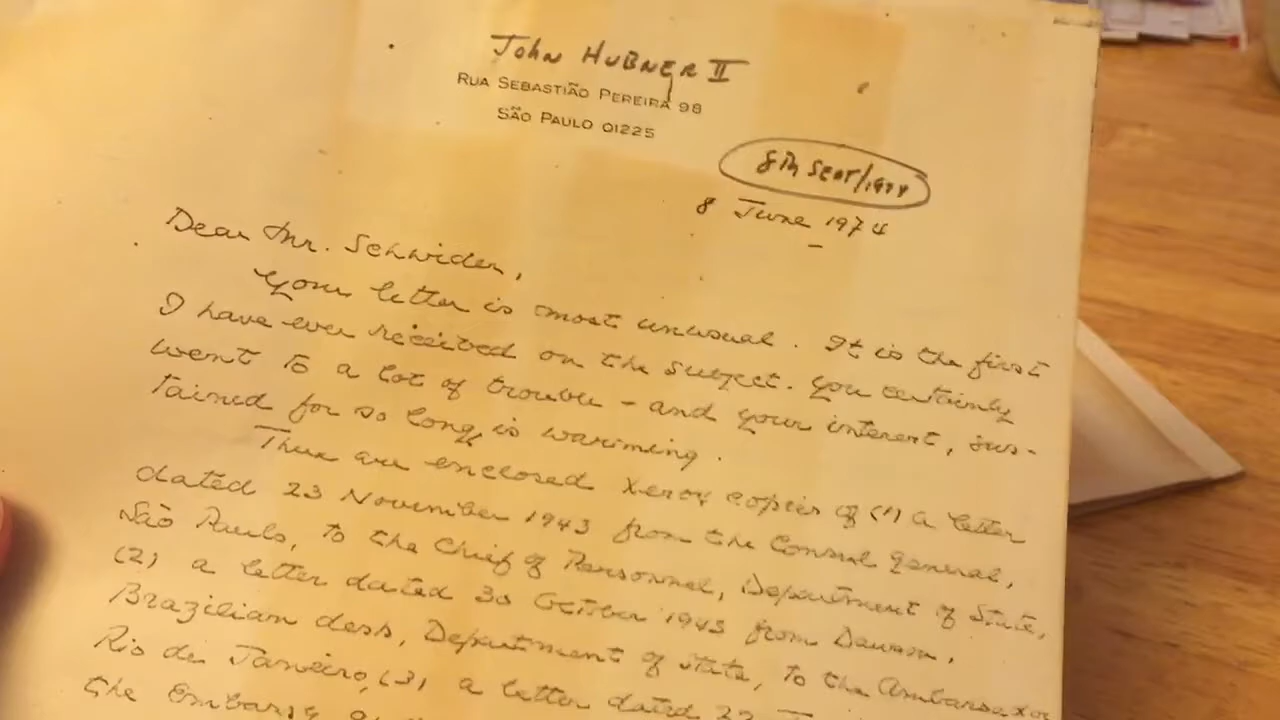 John Hubner II
Rua Sebastião Pereira 98
São Paulo 01225
8th Sept/1974
8 June 1974
Dear Mr. Schnider,
Your letter is most unusual. It is the first
I have ever received on the subject. You certainly
went to a lot of trouble - and your interest, sus-
tained for so long, is warming.
There are enclosed xerox copies of (1) a letter
dated 23 November 1943 from the Consul General,
São Paulo, to the Chief of Personnel, Department of State,
(2) a letter dated 30 October 1943 from Dawson,
Brazilian desk, Department of State, to the Ambassador
Rio de Janeiro, (3) a letter dated 22
the Embassy